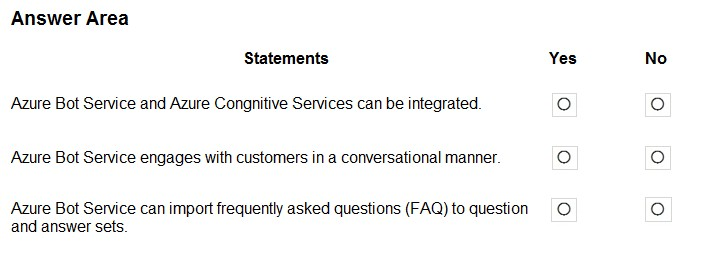 Answer Area
Statements Yes No
Azure Bot Service and Azure Congnitive Services can be integrated.
Azure Bot Service engages with customers in a conversational manner.
Azure Bot Service can import frequently asked questions (FAQ) to question
and answer sets.